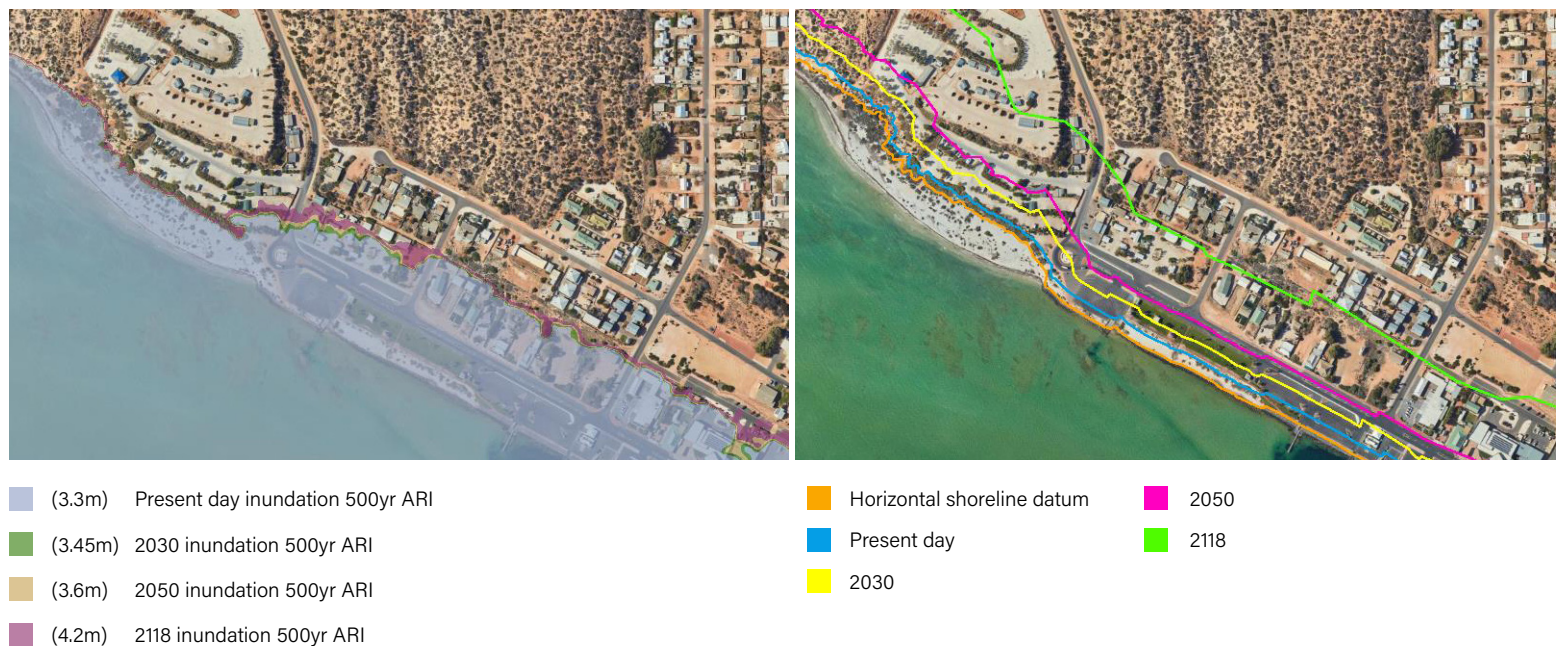 (3.3m) Present day inundation 500yr ARI
(3.45m) 2030 inundation 500yr ARI
(3.6m) 2050 inundation 500yr ARI
(4.2m) 2118 inundation 500yr ARI
Horizontal shoreline datum
Present day
2030
2050
2118